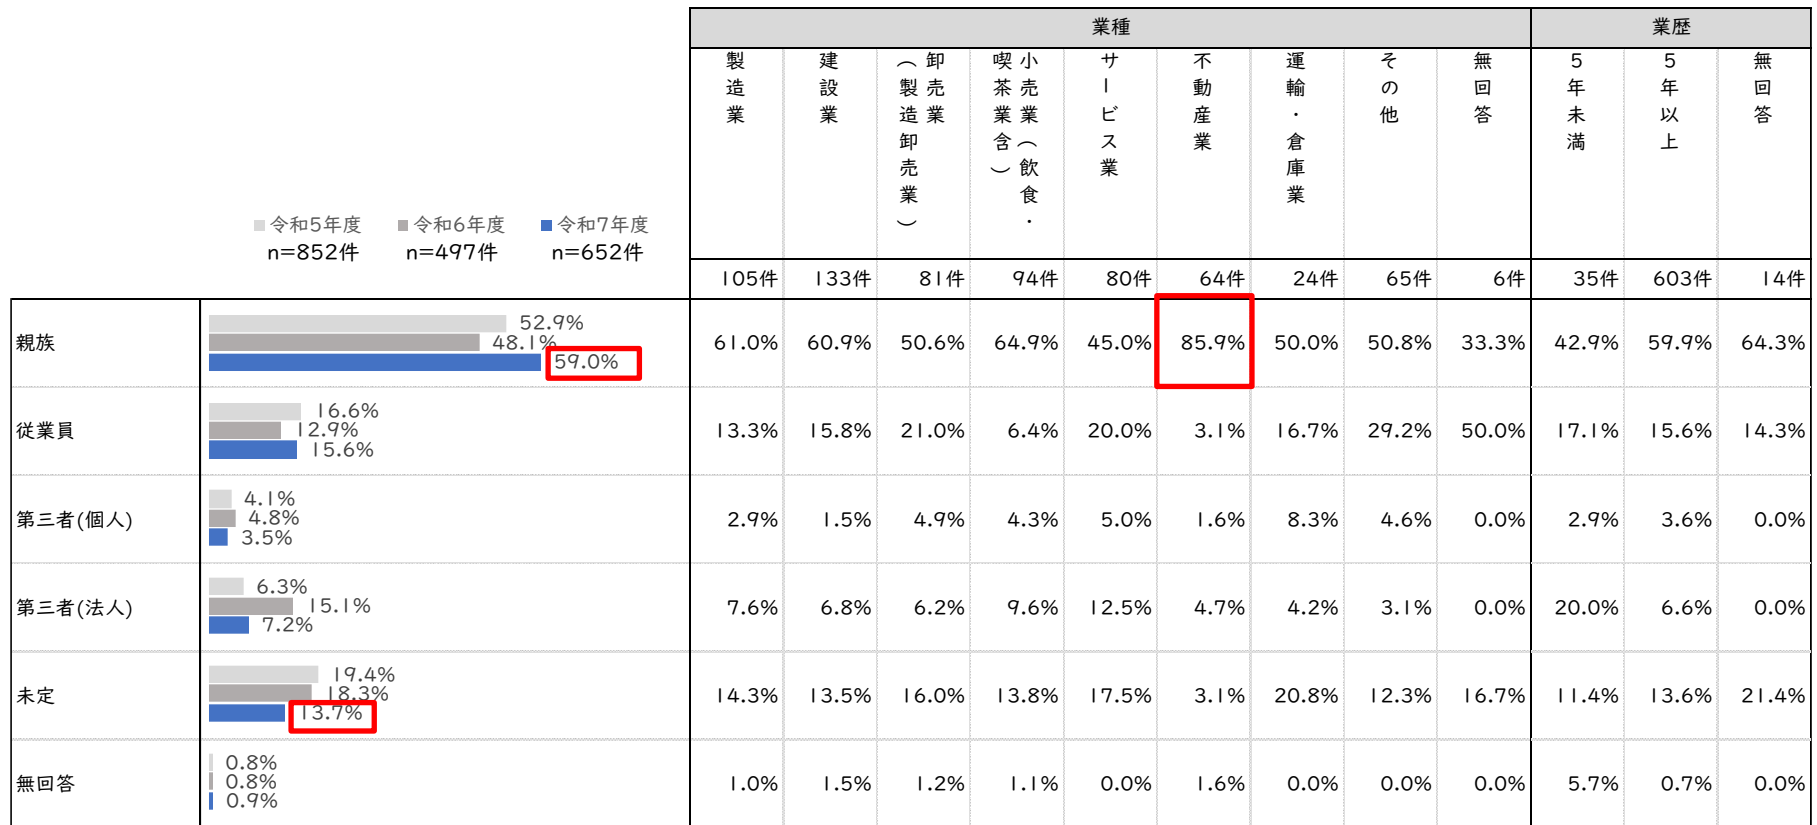 業種 業歴
製造業 建設業 卸売業（製造卸売業） 小売業（飲食・喫茶業含） サービス業 不動産業 運輸・倉庫業 その他 無回答 5年未満 5年以上 無回答
令和5年度 令和6年度 令和7年度
n=852件 n=497件 n=652件
105件 133件 81件 94件 80件 64件 24件 65件 6件 35件 603件 14件
親族
52.9%
48.1%
59.0%
61.0% 60.9% 50.6% 64.9% 45.0% 85.9% 50.0% 50.8% 33.3% 42.9% 59.9% 64.3%
従業員
16.6%
12.9%
15.6%
13.3% 15.8% 21.0% 6.4% 20.0% 3.1% 16.7% 29.2% 50.0% 17.1% 15.6% 14.3%
第三者(個人)
4.1%
4.8%
3.5%
2.9% 1.5% 4.9% 4.3% 5.0% 1.6% 8.3% 4.6% 0.0% 2.9% 3.6% 0.0%
第三者(法人)
6.3%
15.1%
7.2%
7.6% 6.8% 6.2% 9.6% 12.5% 4.7% 4.2% 3.1% 0.0% 20.0% 6.6% 0.0%
未定
19.4%
18.3%
13.7%
14.3% 13.5% 16.0% 13.8% 17.5% 3.1% 20.8% 12.3% 16.7% 11.4% 13.6% 21.4%
無回答
0.8%
0.8%
0.9%
1.0% 1.5% 1.2% 1.1% 0.0% 1.6% 0.0% 0.0% 0.0% 5.7% 0.7% 0.0%